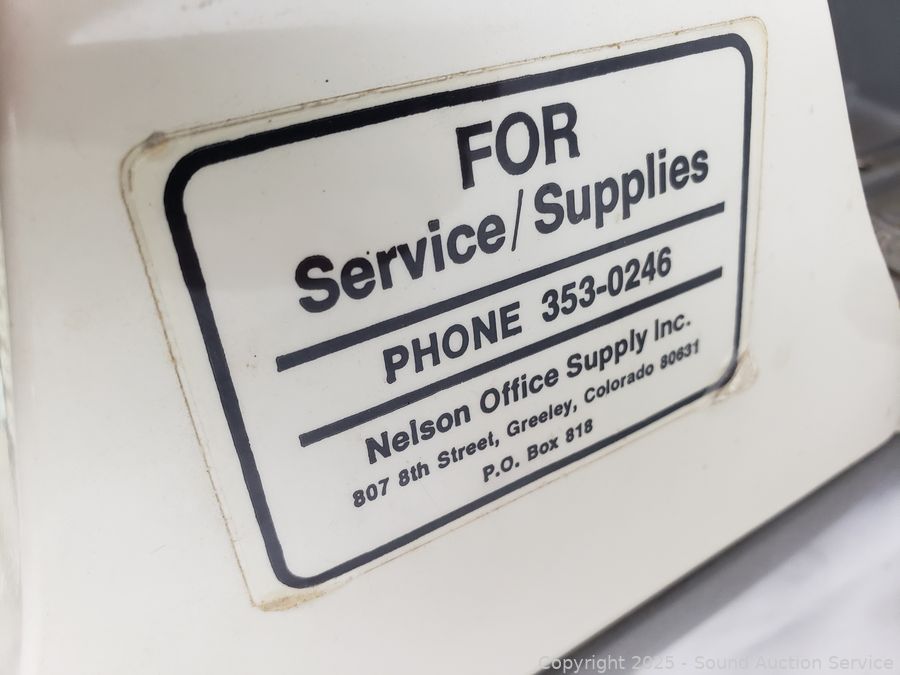 FOR
Service/Supplies
PHONE 353-0246
Nelson Office Supply Inc.
807 8th Street, Greeley, Colorado 80631
P.O. Box 818
Copyright 2025 - Sound Auction Service